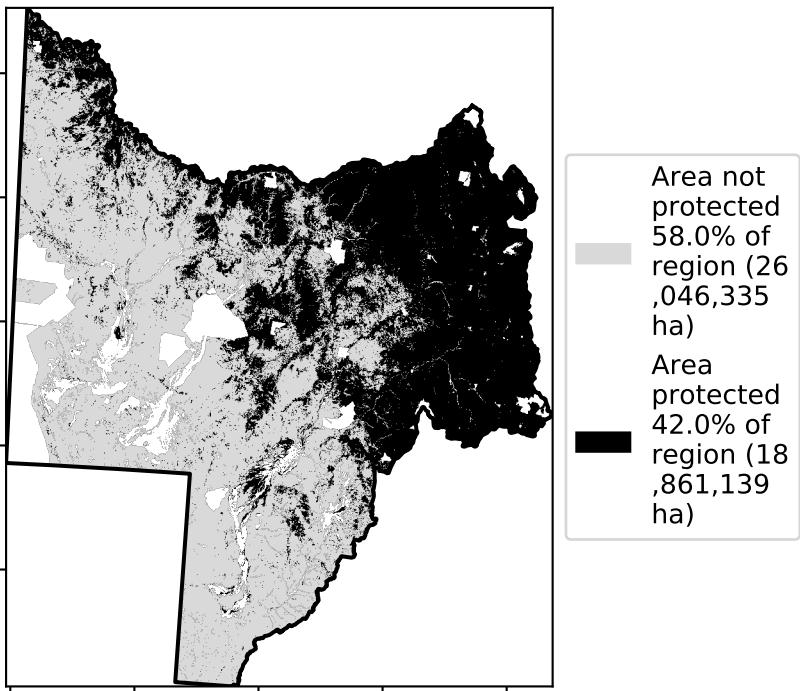 Area not
protected
58.0% of
region (26
,046,335
ha)
Area
protected
42.0% of
region (18
,861,139
ha)